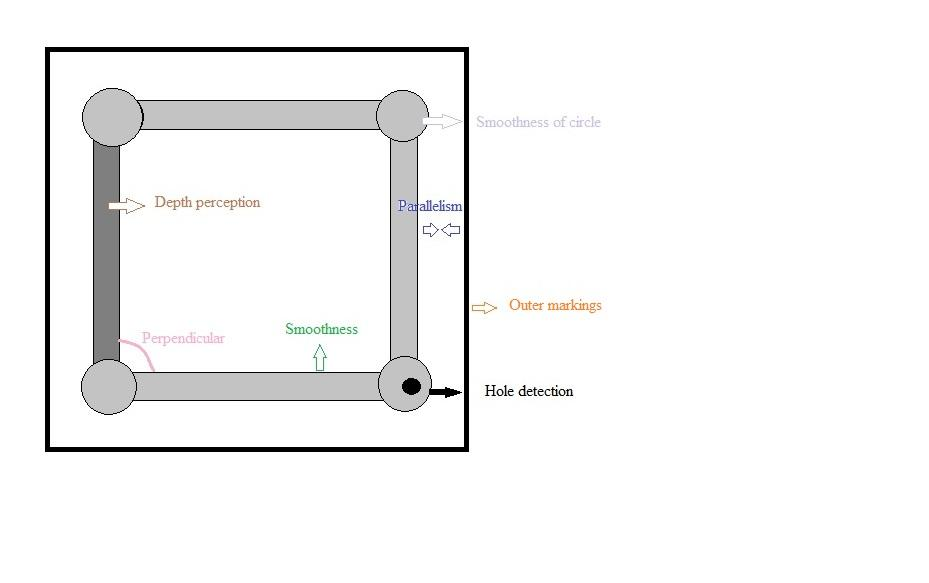 Smoothness of circle
Depth perception
Parallelism
Outer markings
Smoothness
Perpendicular
Hole detection